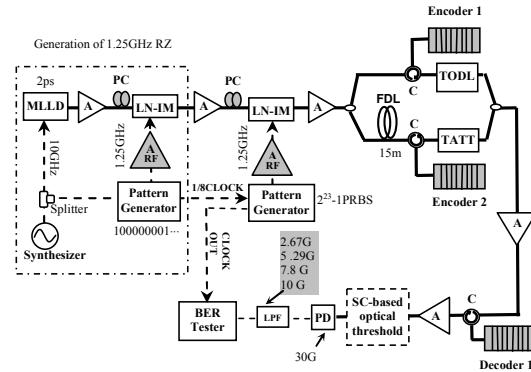 Generation of 1.25GHz RZ
Encoder 1
2ps
PC
PC
MLLD
A
LN-IM
A
LN-IM
A
C
TODL
FDL
C
15m
TATT
Encoder 2
10GHz
1.25GHz
A
RF
1.25GHz
A
RF
Splitter
Pattern
Generator
1/8CLOCK
Pattern
Generator
2²³-1PRBS
100000001···
Synthesizer
CLOCK
OUT
2.67G
5 .29G
7.8 G
10 G
A
BER
Tester
LPF
PD
30G
SC-based
optical
threshold
A
C
Decoder 1